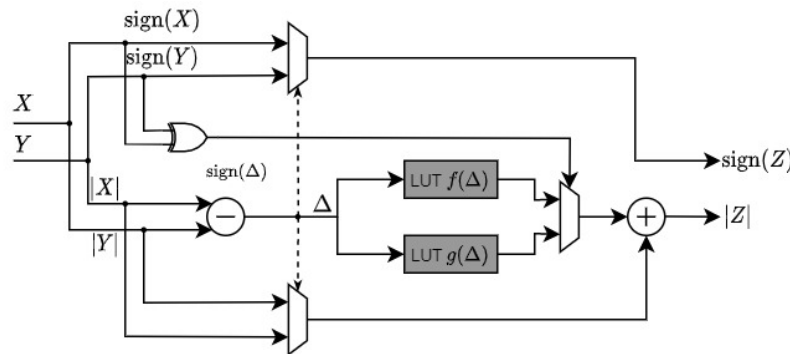 sign(X)
sign(Y)
X
Y
sign(Δ)
sign(Z)
|X|
Δ
LUT f(Δ)
−
+
|Z|
|Y|
LUT g(Δ)